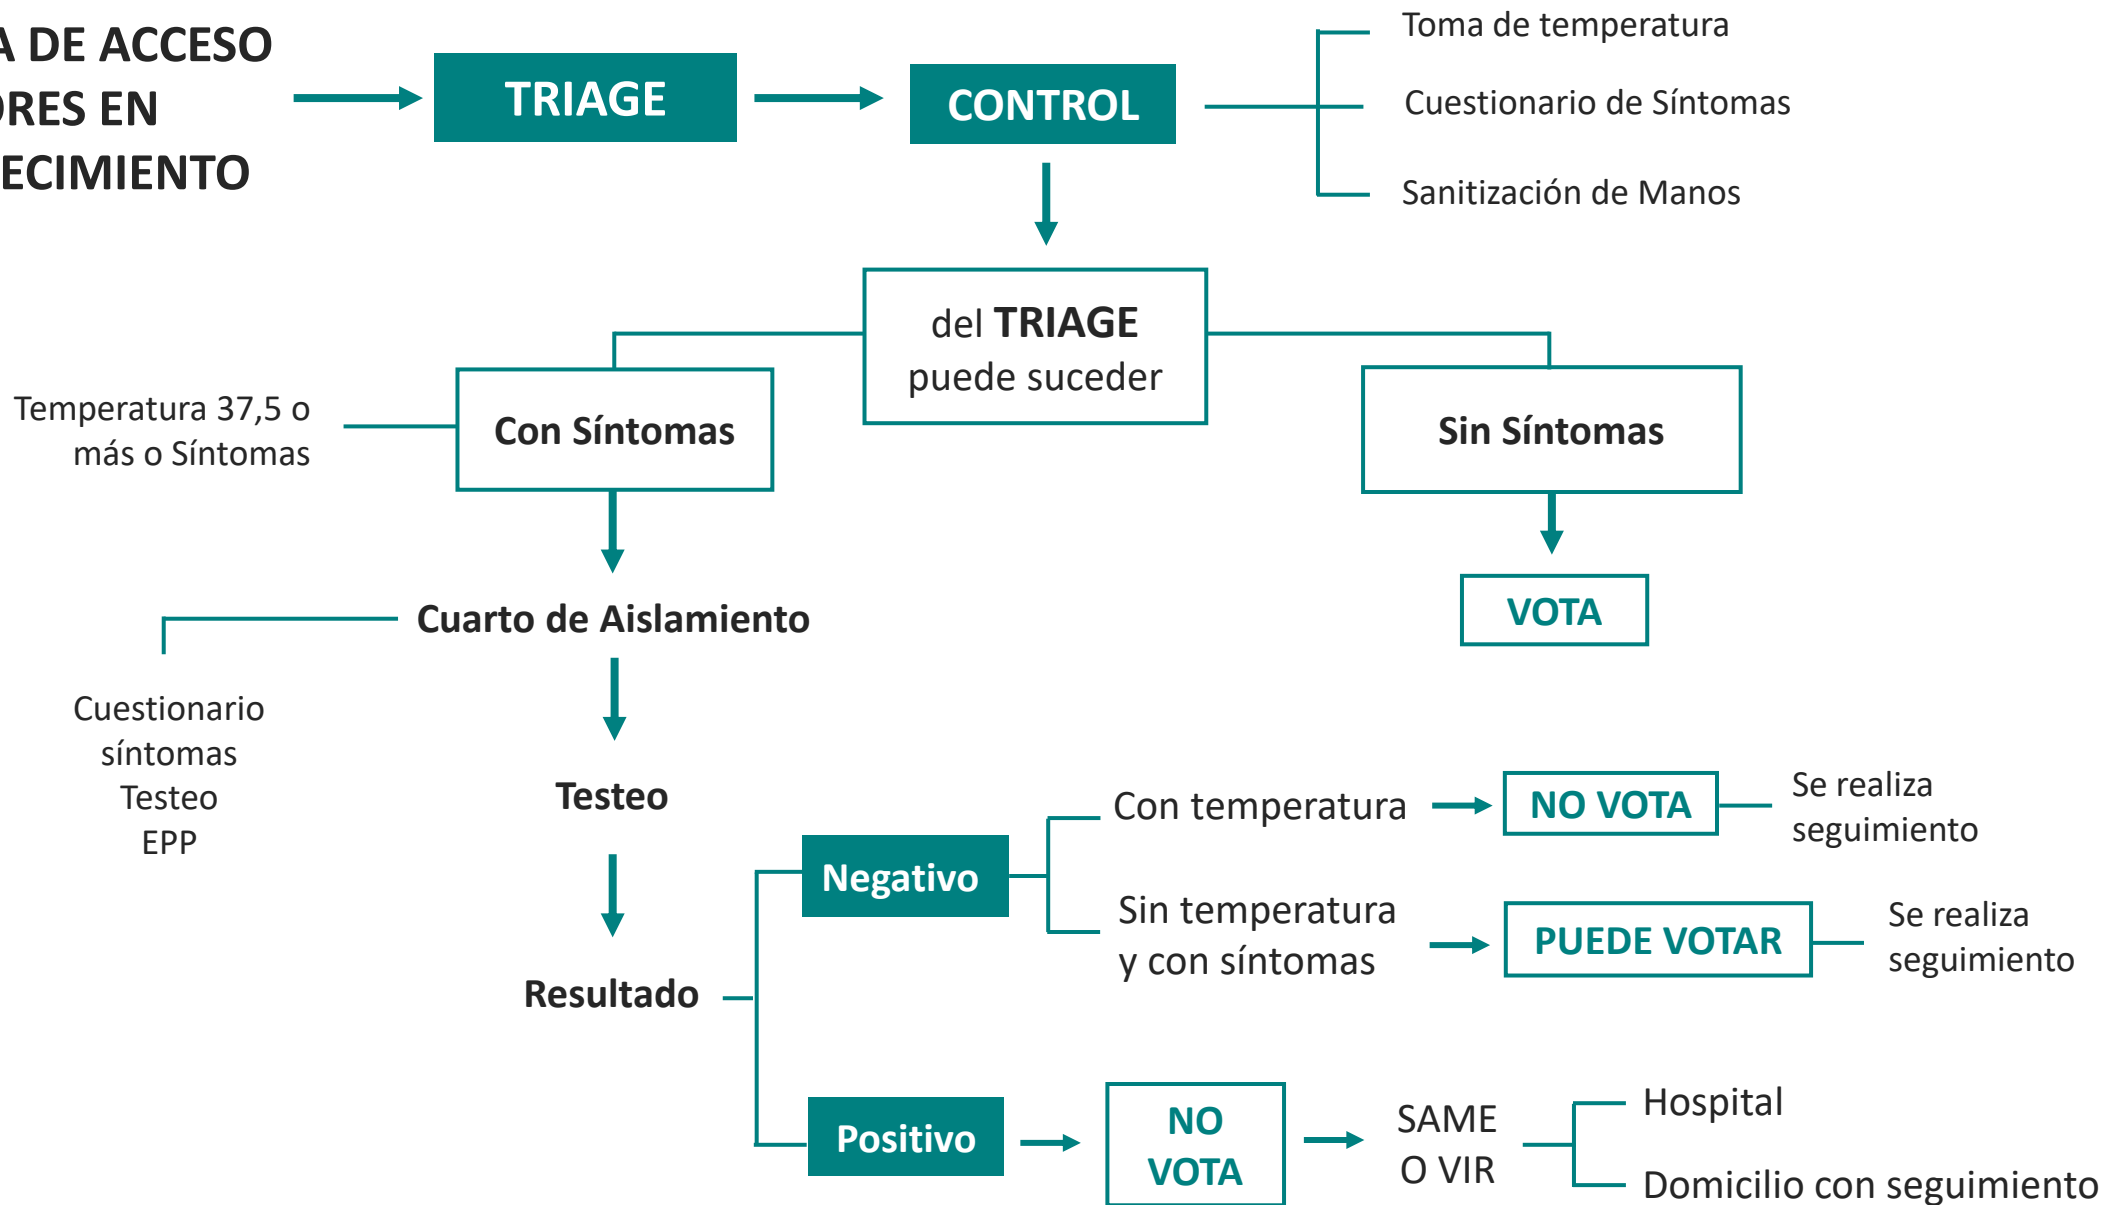 A DE ACCESO
ORES EN
ECIMIENTO
TRIAGE
CONTROL
Toma de temperatura
Cuestionario de Síntomas
Sanitización de Manos
del TRIAGE
puede suceder
Temperatura 37,5 o
más o Síntomas
Con Síntomas
Sin Síntomas
VOTA
Cuarto de Aislamiento
Cuestionario
síntomas
Testeo
EPP
Testeo
Resultado
Negativo
Con temperatura
NO VOTA
Se realiza
seguimiento
Sin temperatura
y con síntomas
PUEDE VOTAR
Se realiza
seguimiento
Positivo
NO
VOTA
SAME
O VIR
Hospital
Domicilio con seguimiento